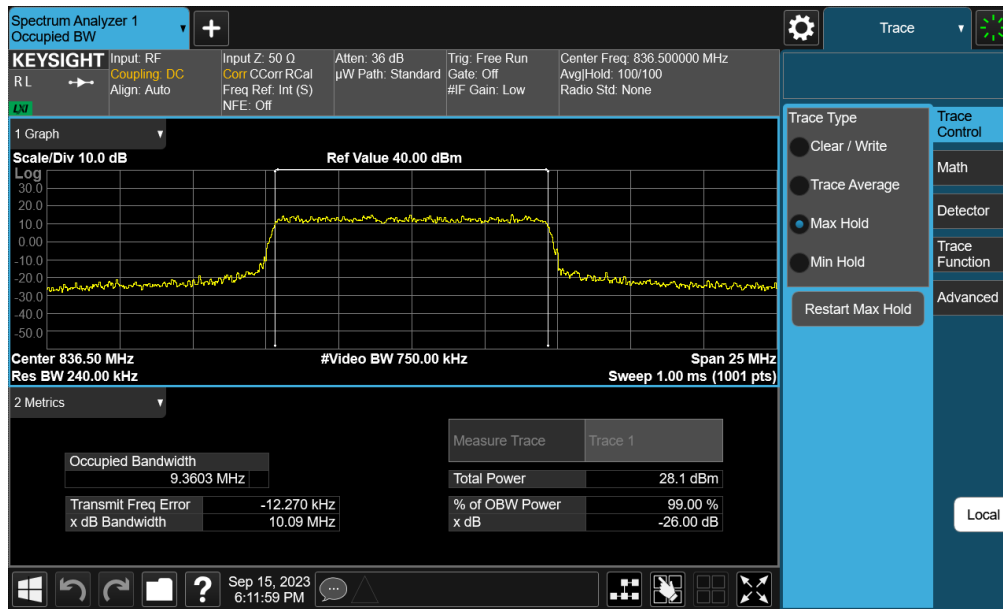 Spectrum Analyzer 1
Occupied BW
Trace
KEYSIGHT
R L
LXI
Input: RF
Coupling: DC
Align: Auto
Input Z: 50 Ω
Corr CCorr RCal
Freq Ref: Int (S)
NFE: Off
Atten: 36 dB
µW Path: Standard
Trig: Free Run
Gate: Off
#IF Gain: Low
Center Freq: 836.500000 MHz
Avg|Hold: 100/100
Radio Std: None
1 Graph
Scale/Div 10.0 dB
Ref Value 40.00 dBm
Log
30.0
20.0
10.0
0.00
-10.0
-20.0
-30.0
-40.0
-50.0
Center 836.50 MHz
#Video BW 750.00 kHz
Span 25 MHz
Res BW 240.00 kHz
Sweep 1.00 ms (1001 pts)
2 Metrics
Measure Trace
Trace 1
Occupied Bandwidth
9.3603 MHz
Total Power
28.1 dBm
Transmit Freq Error
-12.270 kHz
% of OBW Power
99.00 %
x dB Bandwidth
10.09 MHz
x dB
-26.00 dB
Trace Type
Clear / Write
Trace Average
Max Hold
Min Hold
Restart Max Hold
Trace
Control
Math
Detector
Trace
Function
Advanced
Local
?
Sep 15, 2023
6:11:59 PM